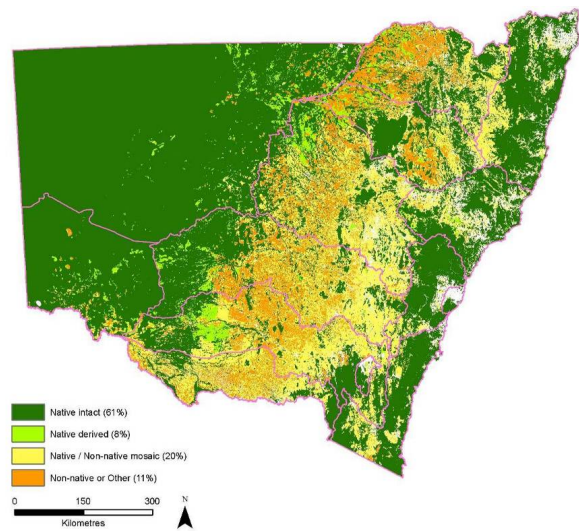 Native intact (61%)
Native derived (8%)
Native / Non-native mosaic (20%)
Non-native or Other (11%)
0 150 300
Kilometres
N